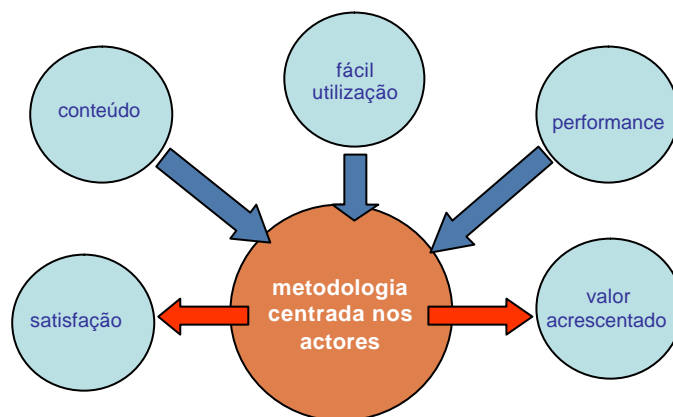 fácil
utilização
conteúdo
performance
metodologia
centrada nos
actores
satisfação
valor
acrescentado